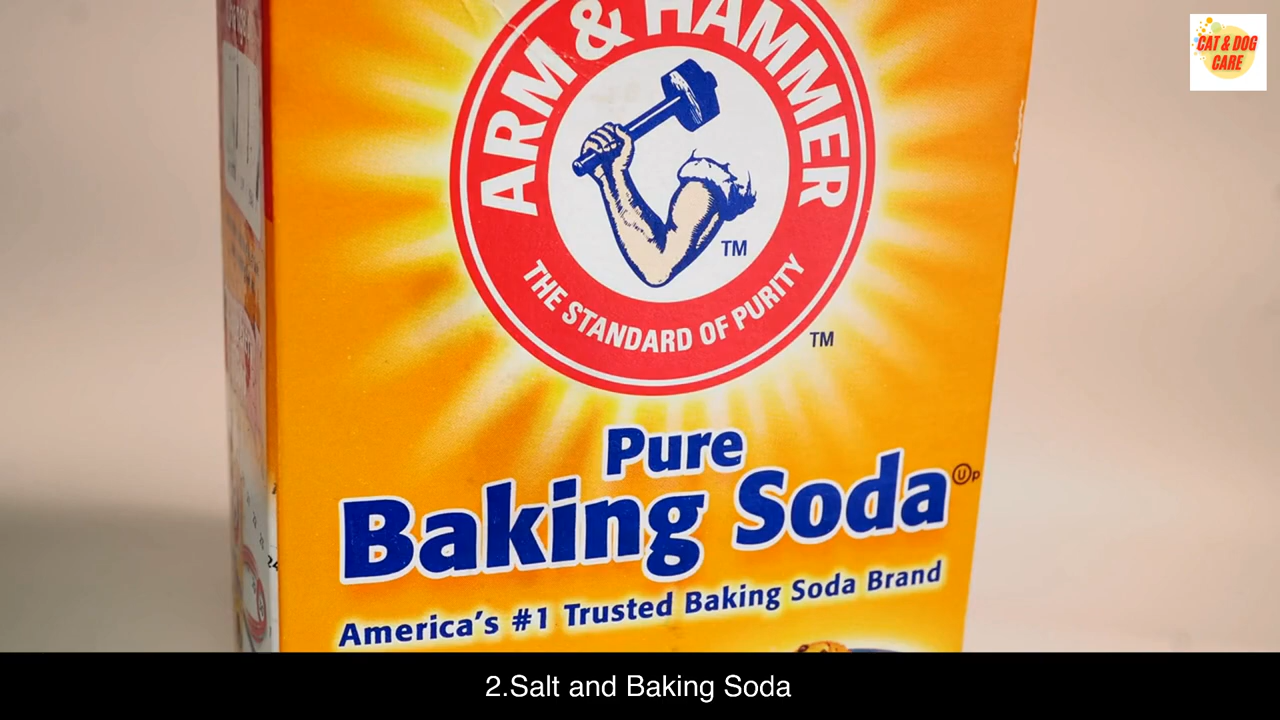 CAT & DOG
CARE
ARM & HAMMER
TM
THE STANDARD OF PURITY
TM
Pure
Baking Soda
U P
America's #1 Trusted Baking Soda Brand
2.Salt and Baking Soda